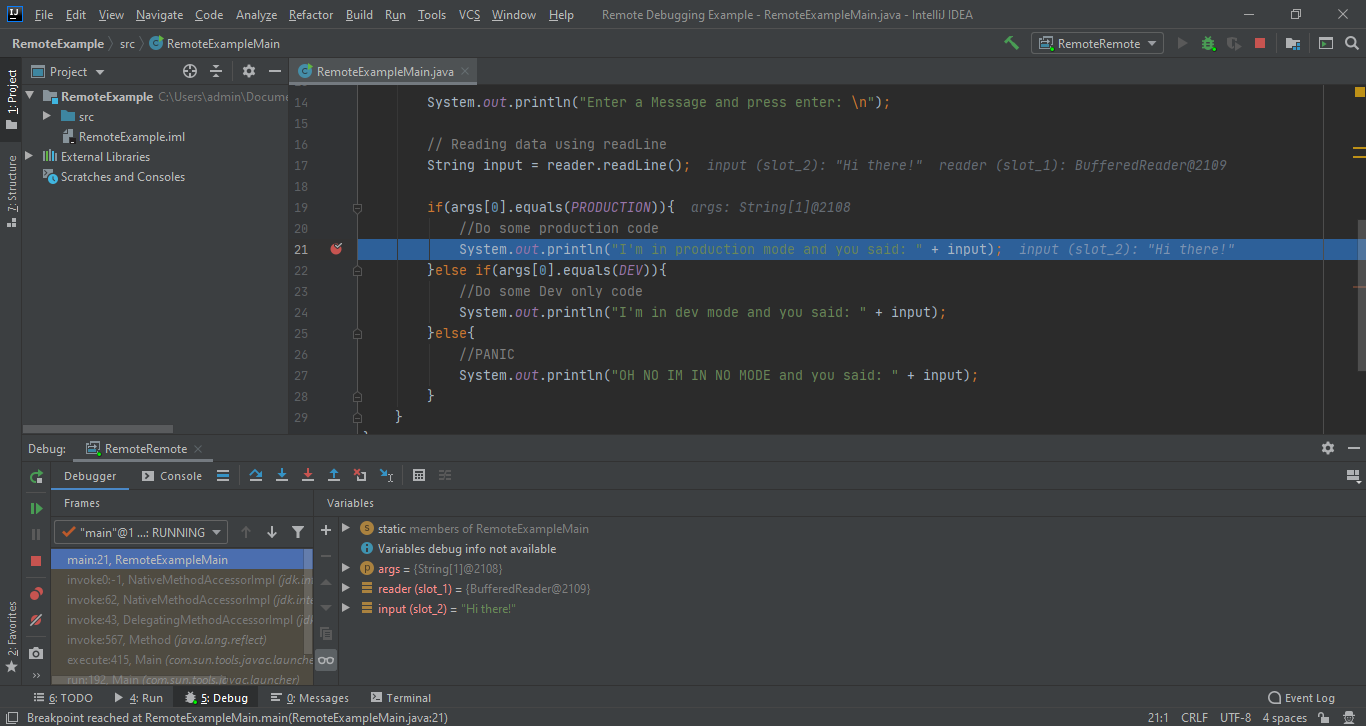 File Edit View Navigate Code Analyze Refactor Build Run Tools VCS Window Help Remote Debugging Example - RemoteExampleMain.java - IntelliJ IDEA
RemoteExample src RemoteExampleMain RemoteRemote
1: Project
7: Structure
2: Favorites
Project
RemoteExample C:\Users\admin\Docume
src
RemoteExample.iml
External Libraries
Scratches and Consoles
RemoteExampleMain.java
14 System.out.println("Enter a Message and press enter: \n");
15
16 // Reading data using readLine
17 String input = reader.readLine(); input (slot_2): "Hi there!" reader (slot_1): BufferedReader@2109
18
19 if(args[0].equals(PRODUCTION)){ args: String[1]@2108
20 //Do some production code
21 System.out.println("I'm in production mode and you said: " + input); input (slot_2): "Hi there!"
22 }else if(args[0].equals(DEV)){
23 //Do some Dev only code
24 System.out.println("I'm in dev mode and you said: " + input);
25 }else{
26 //PANIC
27 System.out.println("OH NO IM IN NO MODE and you said: " + input);
28 }
29 }
Debug: RemoteRemote
Debugger Console
Frames
"main"@1 ...: RUNNING
main:21, RemoteExampleMain
invoke0:-1, NativeMethodAccessorImpl (jdk.inte
invoke:62, NativeMethodAccessorImpl (jdk.inte
invoke:43, DelegatingMethodAccessorImpl (jdk
invoke:567, Method (java.lang.reflect)
execute:415, Main (com.sun.tools.javac.launche
run:192, Main (com.sun.tools.javac.launcher)
Variables
static members of RemoteExampleMain
Variables debug info not available
args = {String[1]@2108}
reader (slot_1) = {BufferedReader@2109}
input (slot_2) = "Hi there!"
6: TODO 4: Run 5: Debug 0: Messages Terminal Event Log
Breakpoint reached at RemoteExampleMain.main(RemoteExampleMain.java:21) 21:1 CRLF UTF-8 4 spaces